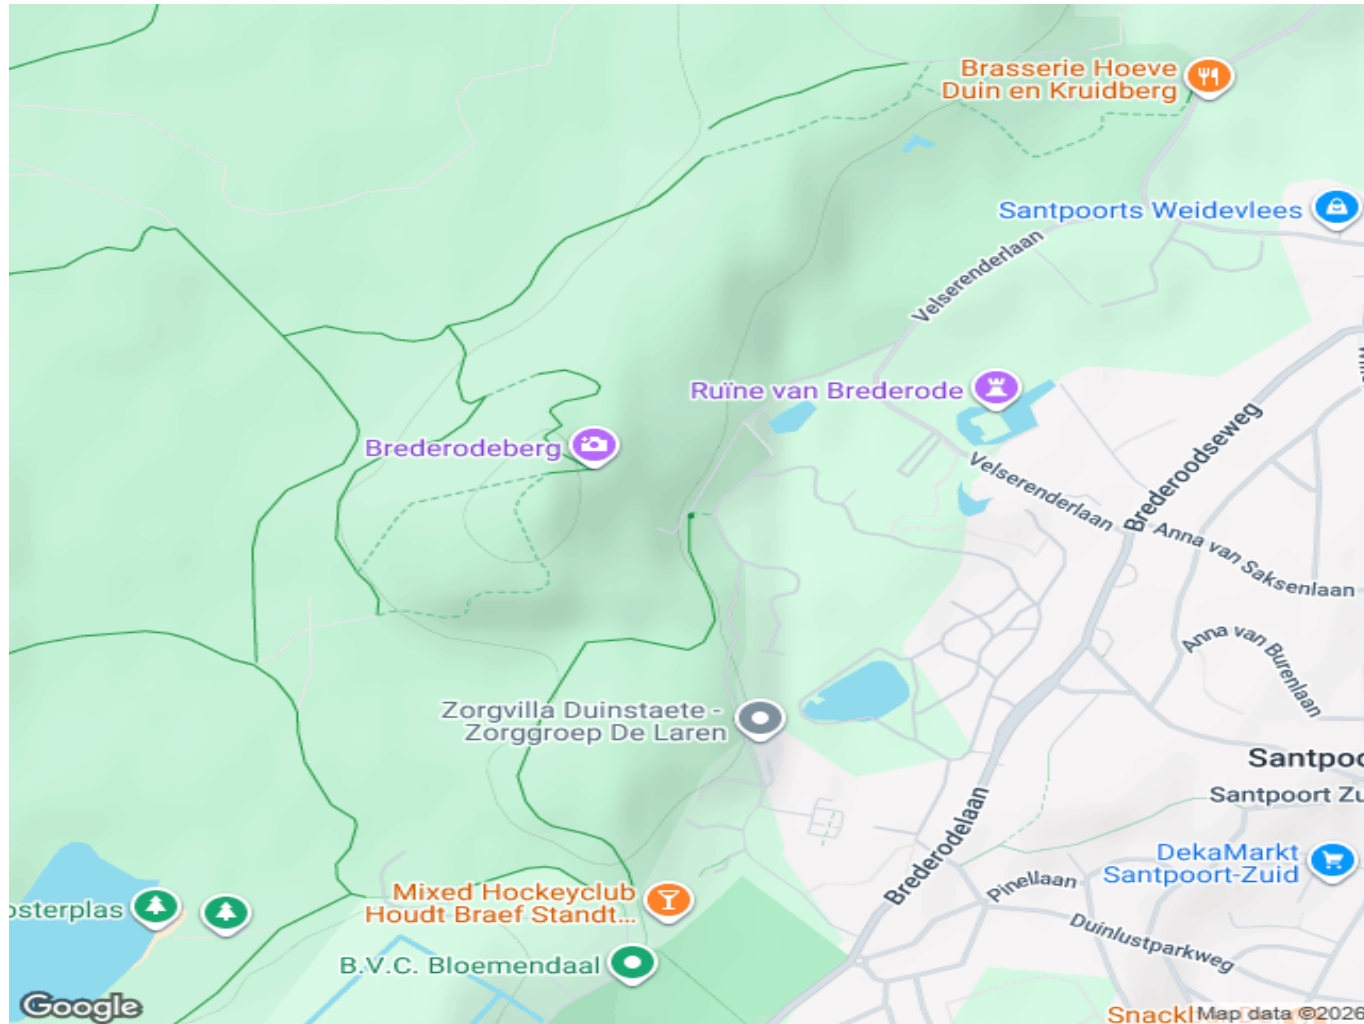 Brasserie Hoeve
Duin en Kruidberg
Santpoorts Weidevlees
Velserenderlaan
Ruïne van Brederode
Brederodeberg
Brederoodseweg
Velserenderlaan
Anna van Saksenlaan
Anna van Burenlaan
Zorgvilla Duinstaete -
Zorggroep De Laren
Santpoo
Santpoort Zu
Brederodelaan
DekaMarkt
Santpoort-Zuid
Pinellaan
Mixed Hockeyclub
Houdt Braef Standt...
osterplas
Duinlustparkweg
B.V.C. Bloemendaal
Google
Snackl
Map data ©2026